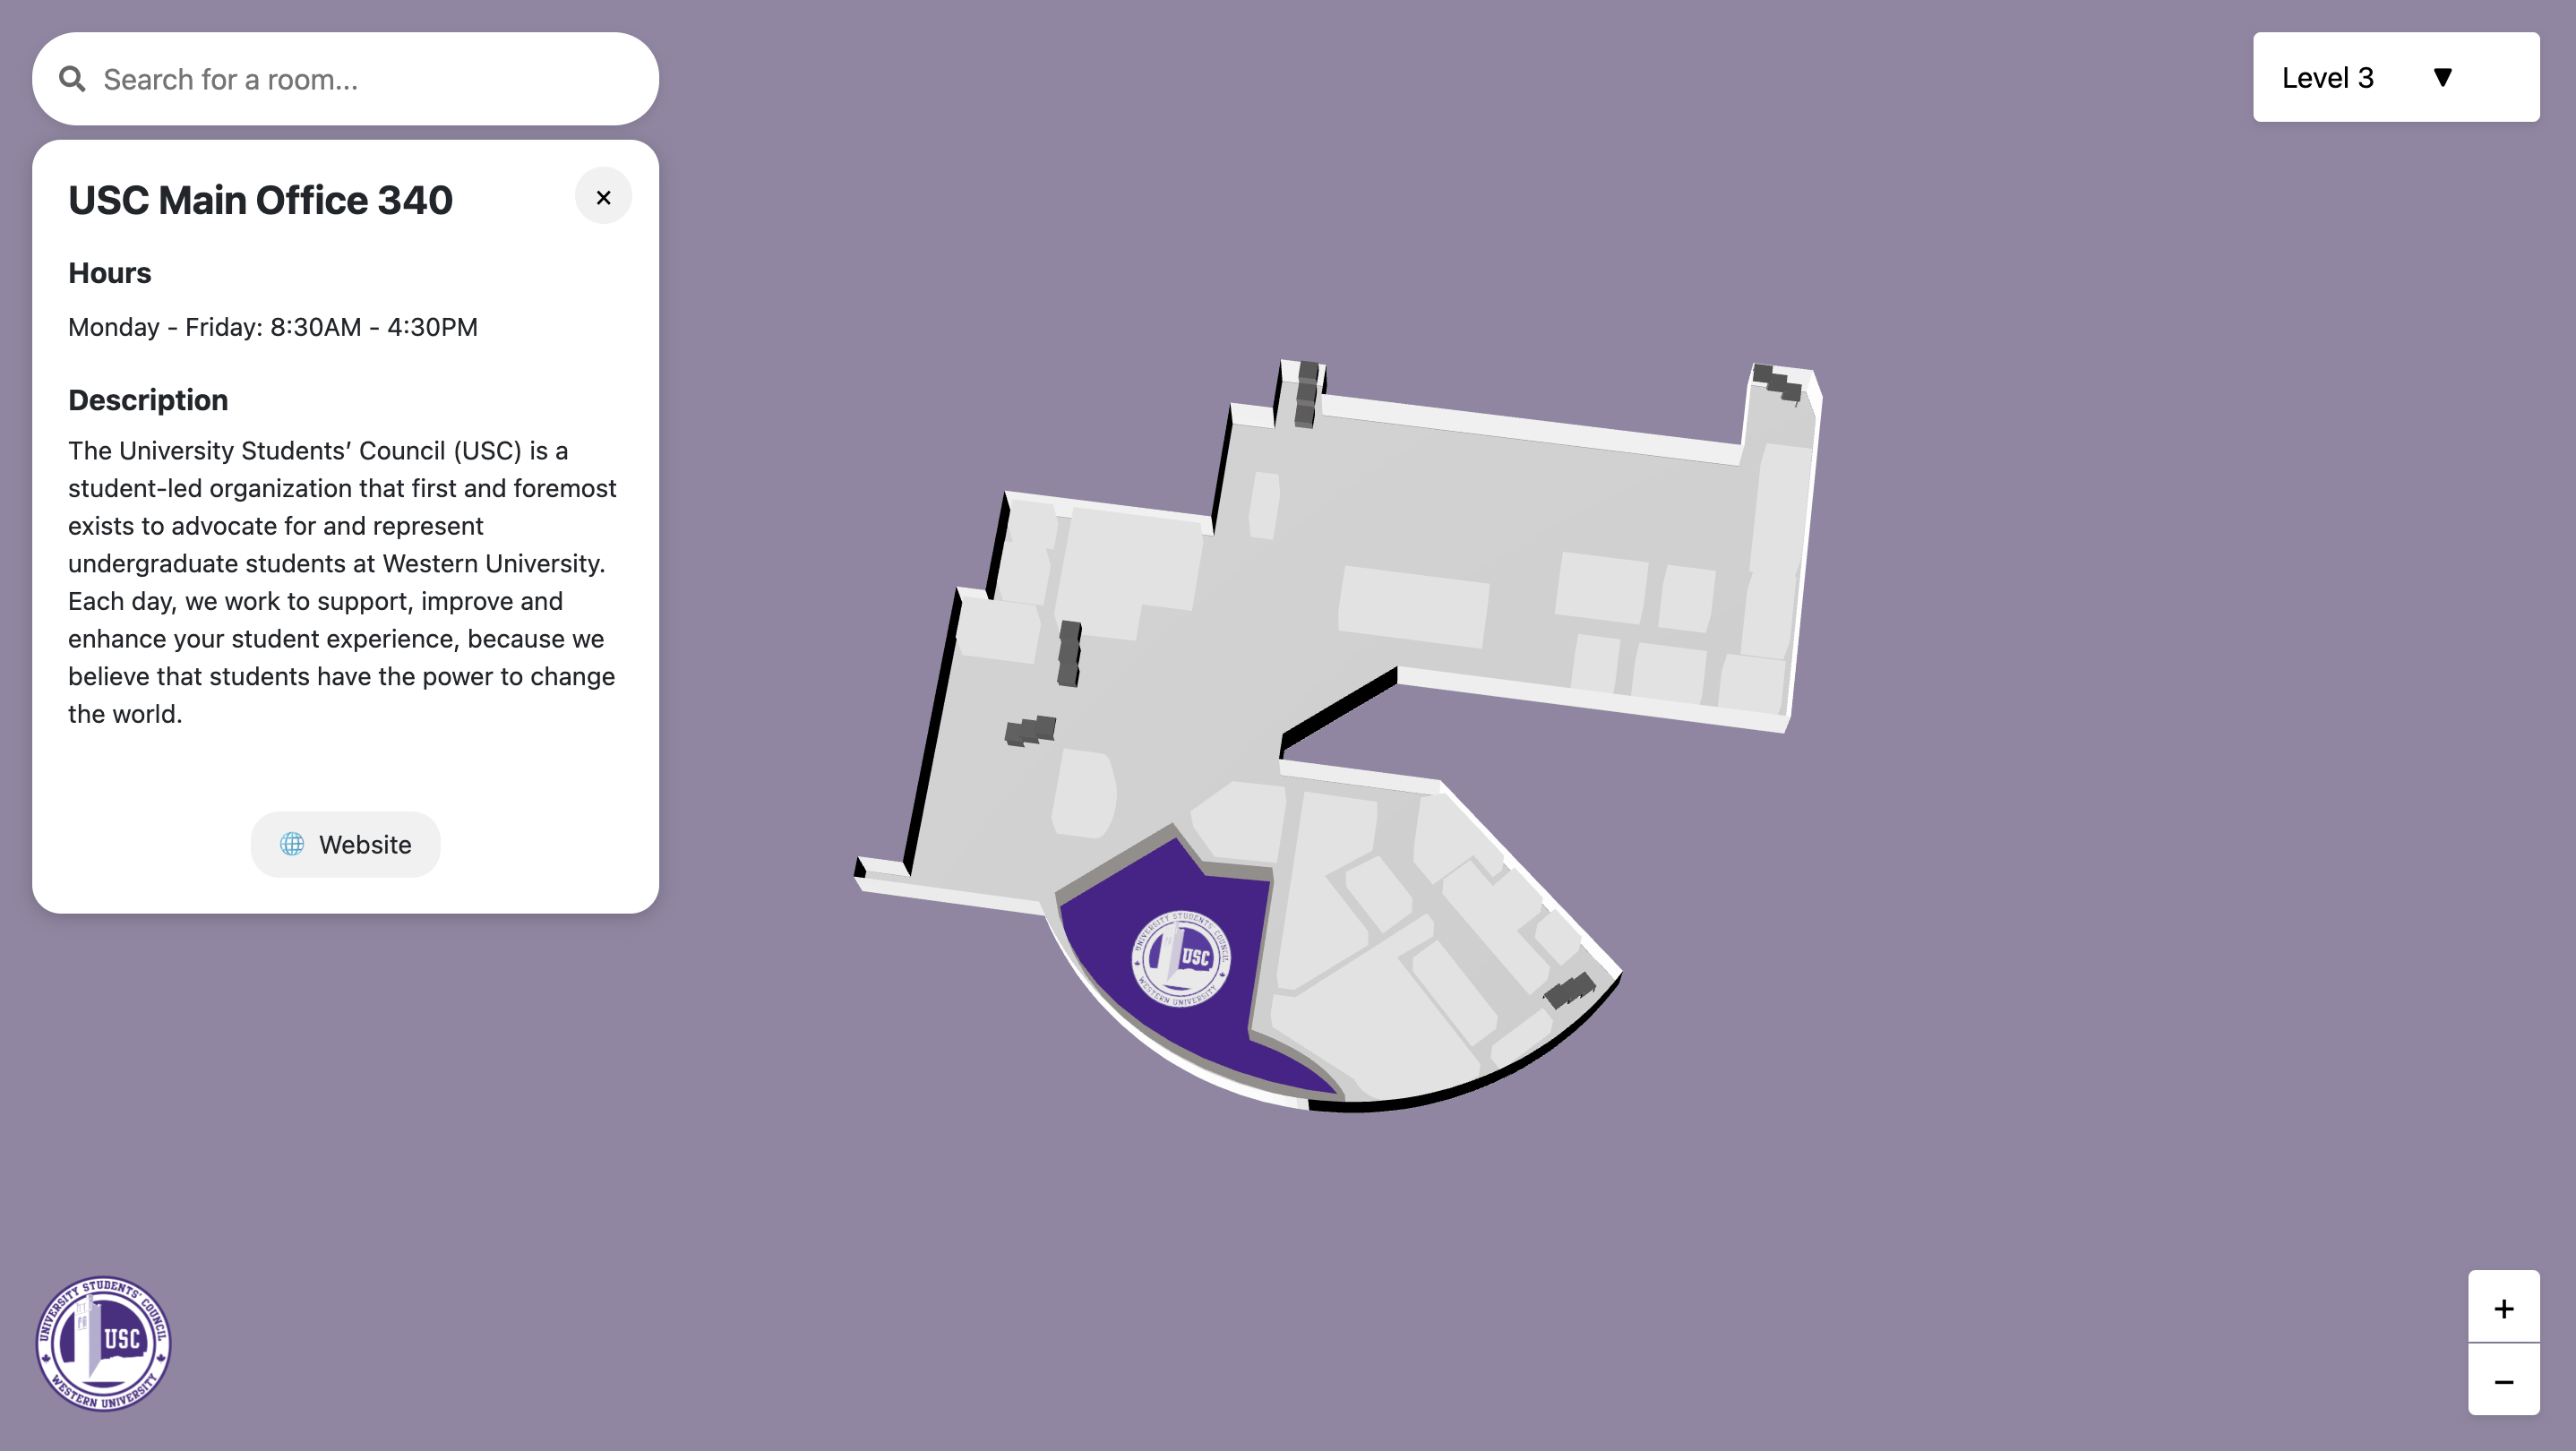 Search for a room...
Level 3 ▼
USC Main Office 340
×
Hours
Monday - Friday: 8:30AM - 4:30PM
Description
The University Students’ Council (USC) is a
student-led organization that first and foremost
exists to advocate for and represent
undergraduate students at Western University.
Each day, we work to support, improve and
enhance your student experience, because we
believe that students have the power to change
the world.
Website
UNIVERSITY STUDENTS' COUNCIL
USC
WESTERN UNIVERSITY
UNIVERSITY STUDENTS' COUNCIL
USC
WESTERN UNIVERSITY
+
−